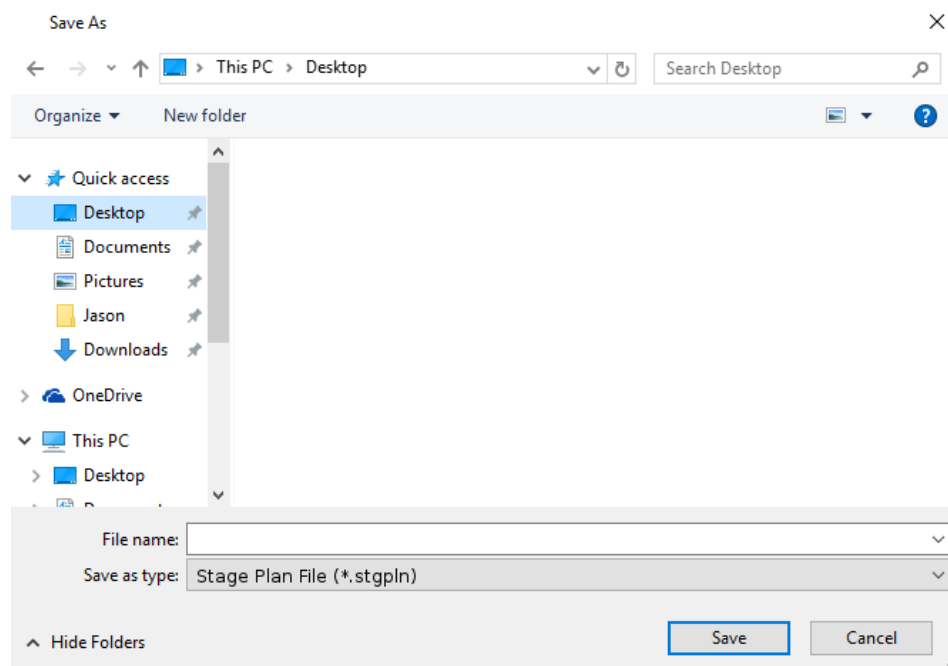 Save As
This PC > Desktop
Search Desktop
Organize
New folder
?
Quick access
Desktop
Documents
Pictures
Jason
Downloads
OneDrive
This PC
Desktop
File name:
Save as type: Stage Plan File (*.stgpln)
Hide Folders
Save
Cancel